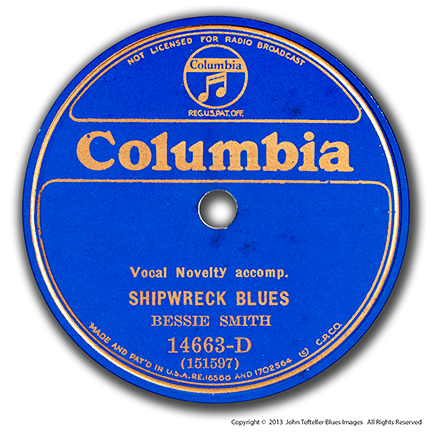 NOT LICENSED FOR RADIO BROADCAST
Columbia
REG.U.S.PAT.OFF.
Columbia
Vocal Novelty accomp.
SHIPWRECK BLUES
BESSIE SMITH
14663-D
(151597)
MADE AND PAT'D IN U.S.A. RE.16588 AND 1702564 © C.P.CO.
Copyright © 2013 John Tefteller Blues Images All Rights Reserved